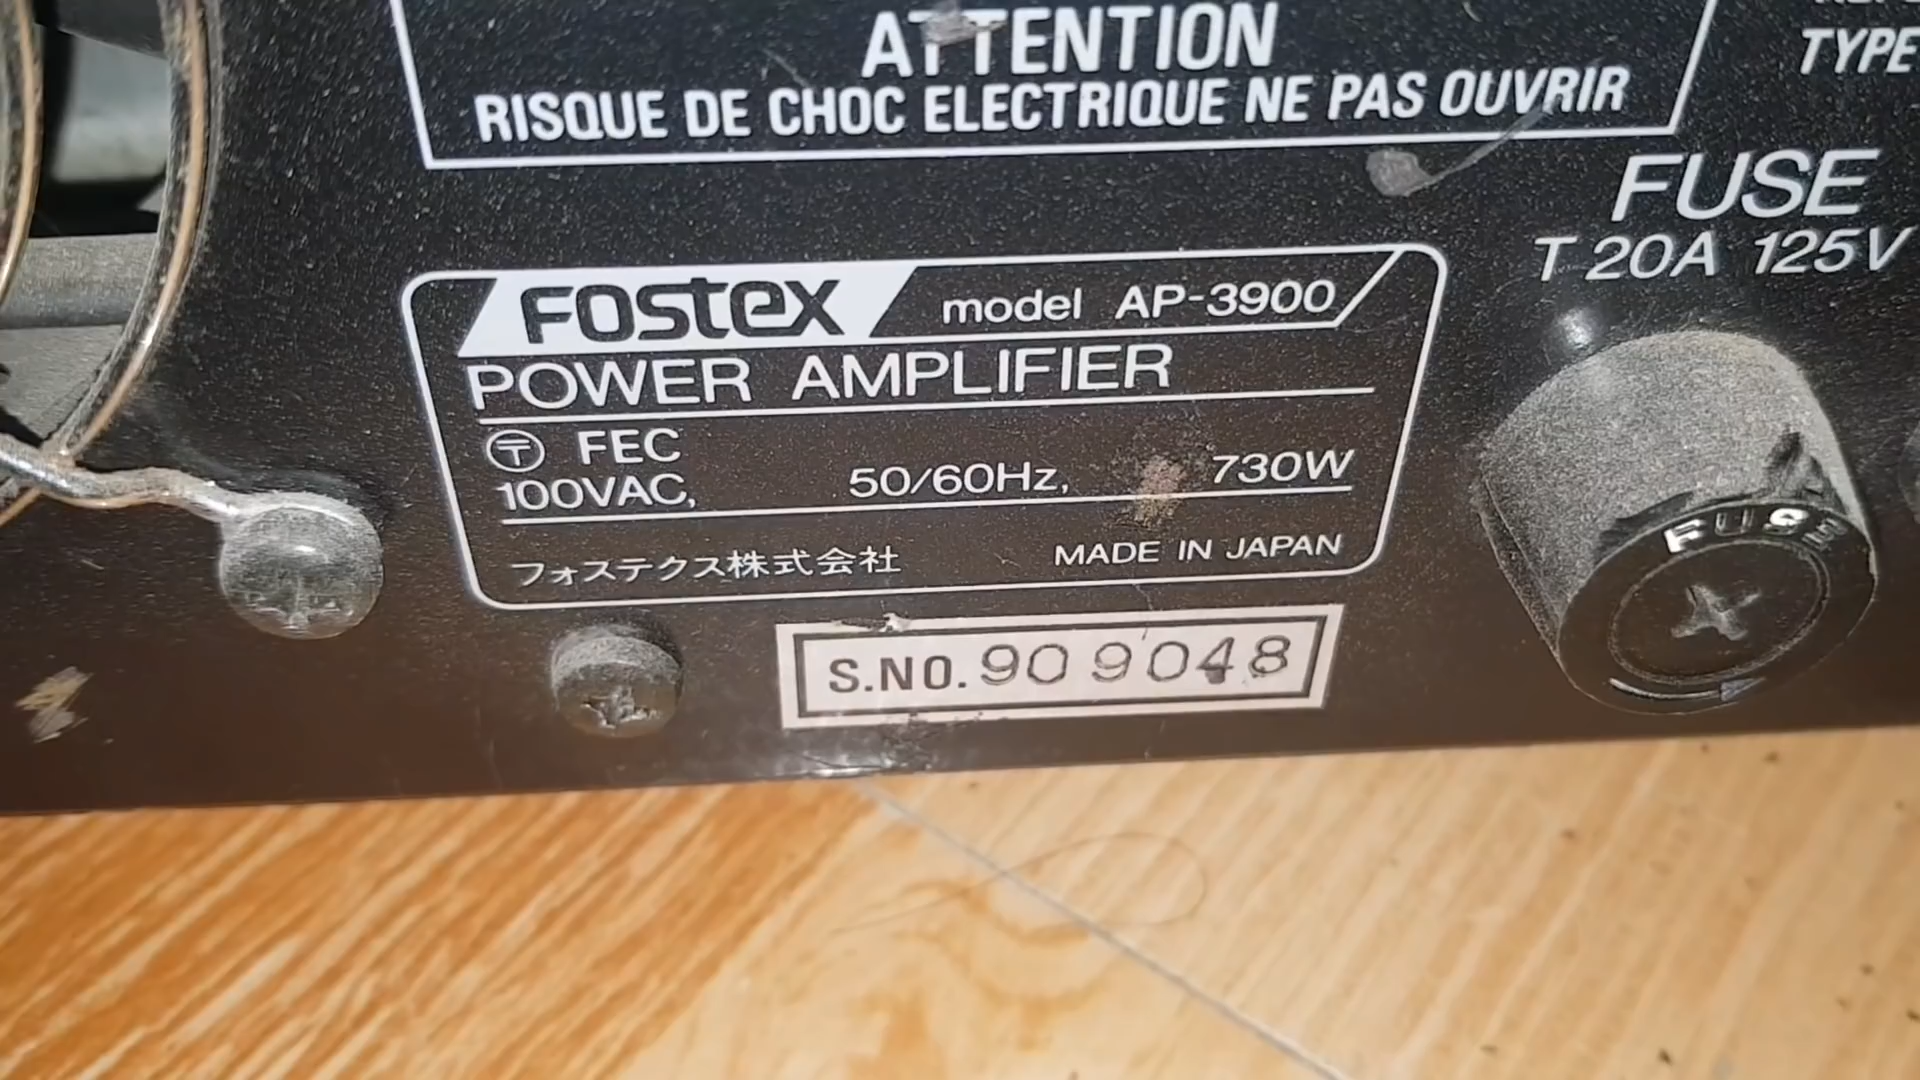 ATTENTION
RISQUE DE CHOC ELECTRIQUE NE PAS OUVRIR
TYPE
FUSE
T 20A 125V
FOSTEX model AP-3900
POWER AMPLIFIER
〒 FEC
100VAC, 50/60Hz, 730W
フォステクス株式会社 MADE IN JAPAN
S.NO. 909048
FUSE